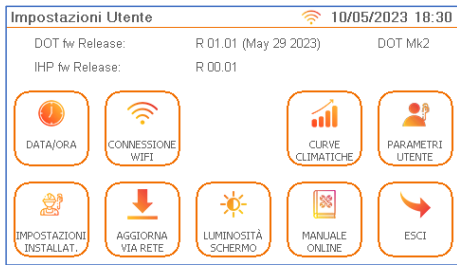 Impostazioni Utente 10/05/2023 18:30
DOT fw Release: R 01.01 (May 29 2023) DOT Mk2
IHP fw Release: R 00.01
DATA/ORA
CONNESSIONE
WIFI
CURVE
CLIMATICHE
PARAMETRI
UTENTE
IMPOSTAZIONI
INSTALLAT.
AGGIORNA
VIA RETE
LUMINOSITÀ
SCHERMO
MANUALE
ONLINE
ESCI